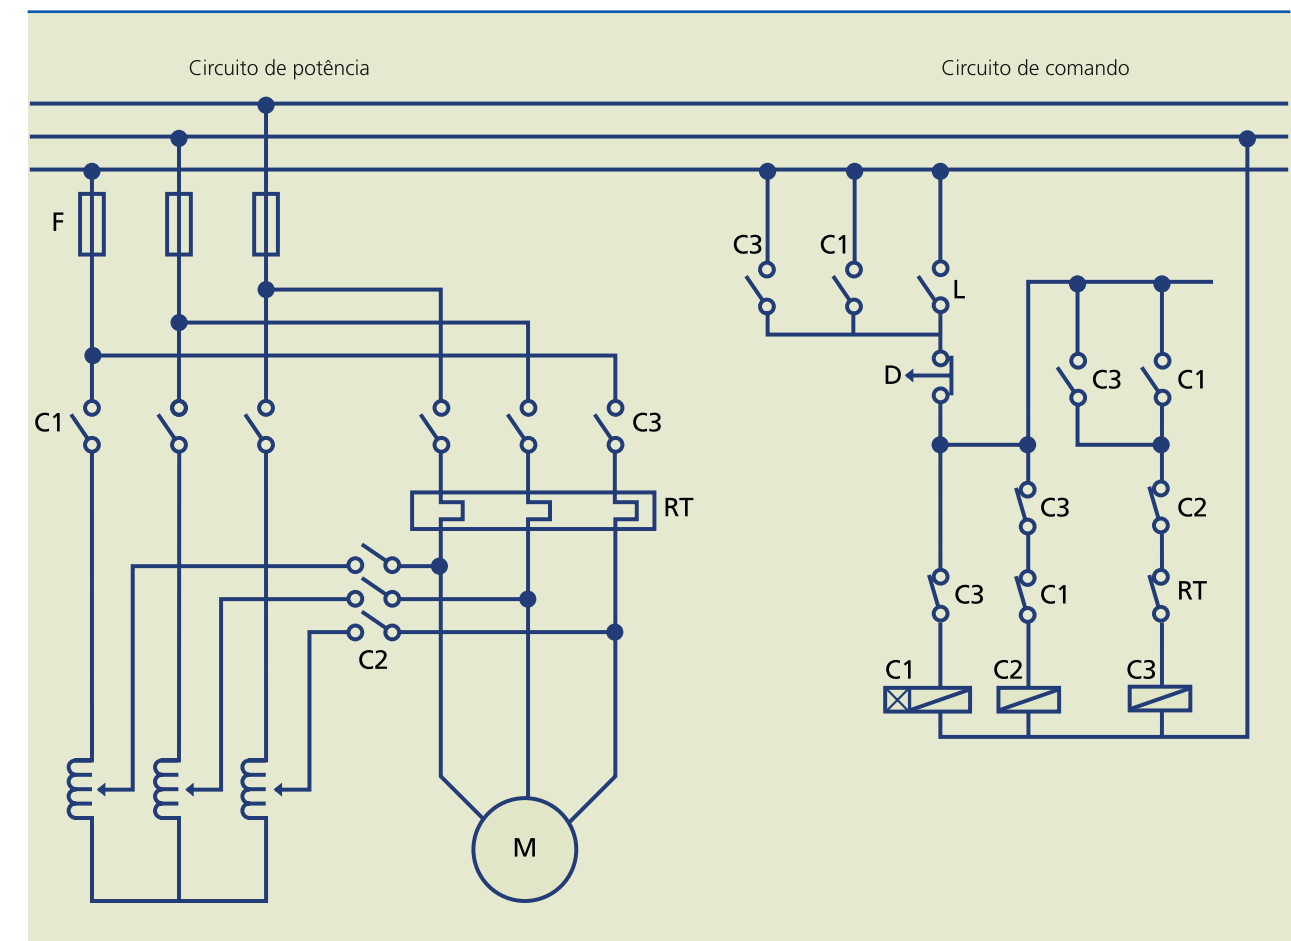 Circuito de potência
Circuito de comando
F
C3
C1
L
D
C3
C1
C1
C3
RT
C3
C2
C3
C1
RT
C2
C1
C2
C3
M